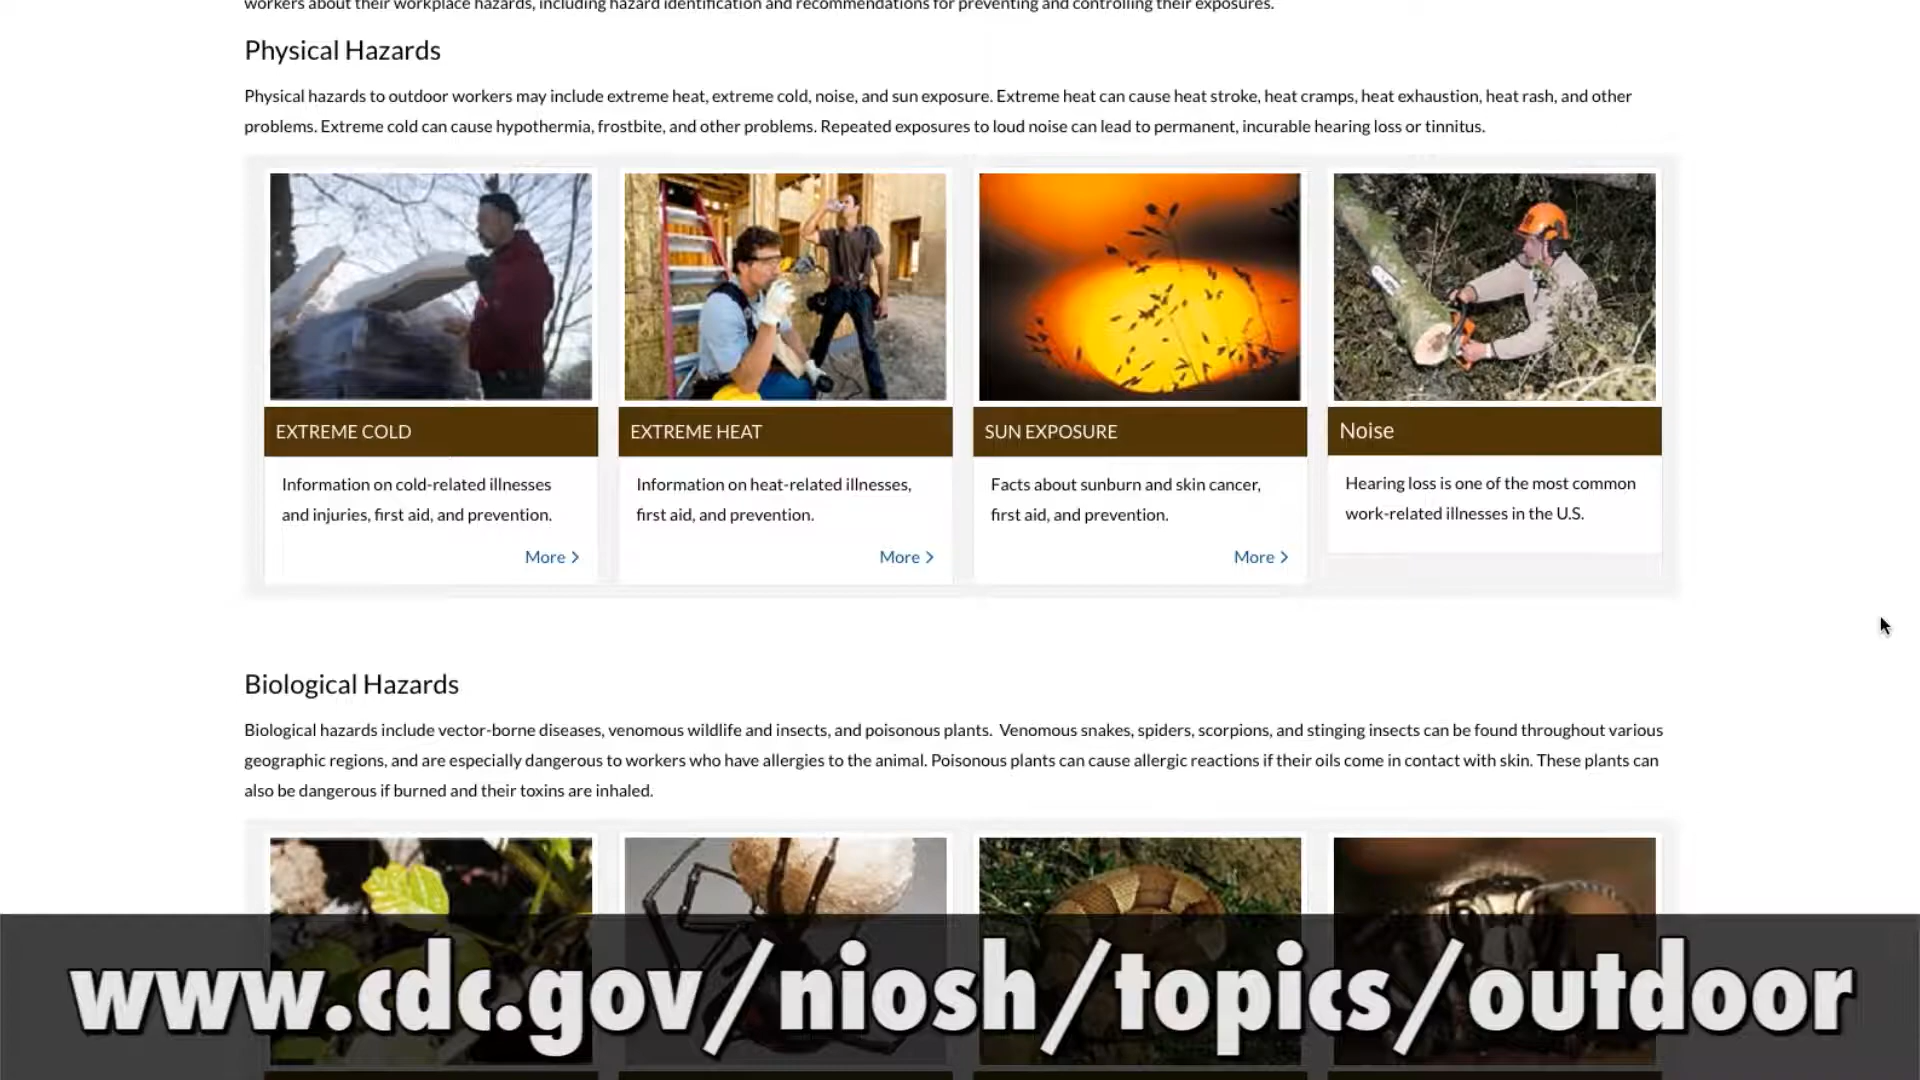 workers about their workplace hazards, including hazard identification and recommendations for preventing and controlling their exposures.
Physical Hazards
Physical hazards to outdoor workers may include extreme heat, extreme cold, noise, and sun exposure. Extreme heat can cause heat stroke, heat cramps, heat exhaustion, heat rash, and other
problems. Extreme cold can cause hypothermia, frostbite, and other problems. Repeated exposures to loud noise can lead to permanent, incurable hearing loss or tinnitus.
EXTREME COLD
Information on cold-related illnesses
and injuries, first aid, and prevention.
More >
EXTREME HEAT
Information on heat-related illnesses,
first aid, and prevention.
More >
SUN EXPOSURE
Facts about sunburn and skin cancer,
first aid, and prevention.
More >
Noise
Hearing loss is one of the most common
work-related illnesses in the U.S.
Biological Hazards
Biological hazards include vector-borne diseases, venomous wildlife and insects, and poisonous plants. Venomous snakes, spiders, scorpions, and stinging insects can be found throughout various
geographic regions, and are especially dangerous to workers who have allergies to the animal. Poisonous plants can cause allergic reactions if their oils come in contact with skin. These plants can
also be dangerous if burned and their toxins are inhaled.
www.cdc.gov/niosh/topics/outdoor